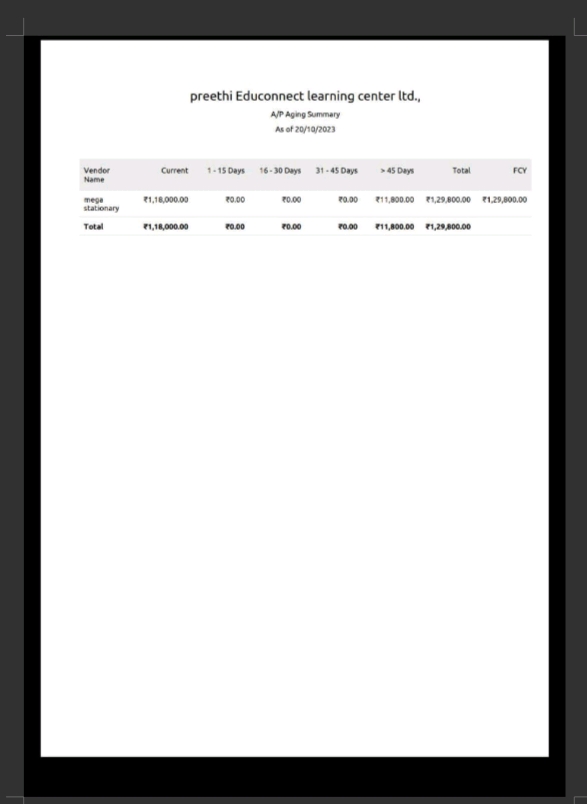 preethi Educonnect learning center ltd.,
A/P Aging Summary
As of 20/10/2023
Vendor Name Current 1 - 15 Days 16 - 30 Days 31 - 45 Days > 45 Days Total FCY
mega stationary ₹1,18,000.00 ₹0.00 ₹0.00 ₹0.00 ₹11,800.00 ₹1,29,800.00 ₹1,29,800.00
Total ₹1,18,000.00 ₹0.00 ₹0.00 ₹0.00 ₹11,800.00 ₹1,29,800.00